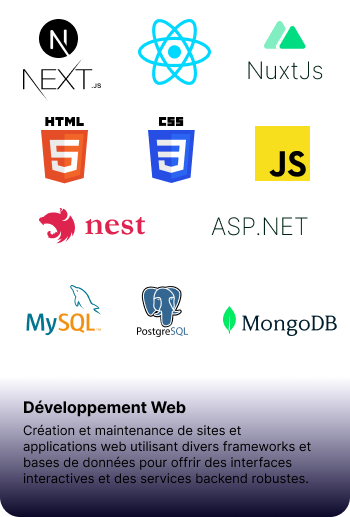 N
NEXT.JS
NuxtJs
HTML
CSS
5
3
JS
nest
ASP.NET
MySQL™
PostgreSQL
MongoDB
Développement Web
Création et maintenance de sites et
applications web utilisant divers frameworks et
bases de données pour offrir des interfaces
interactives et des services backend robustes.